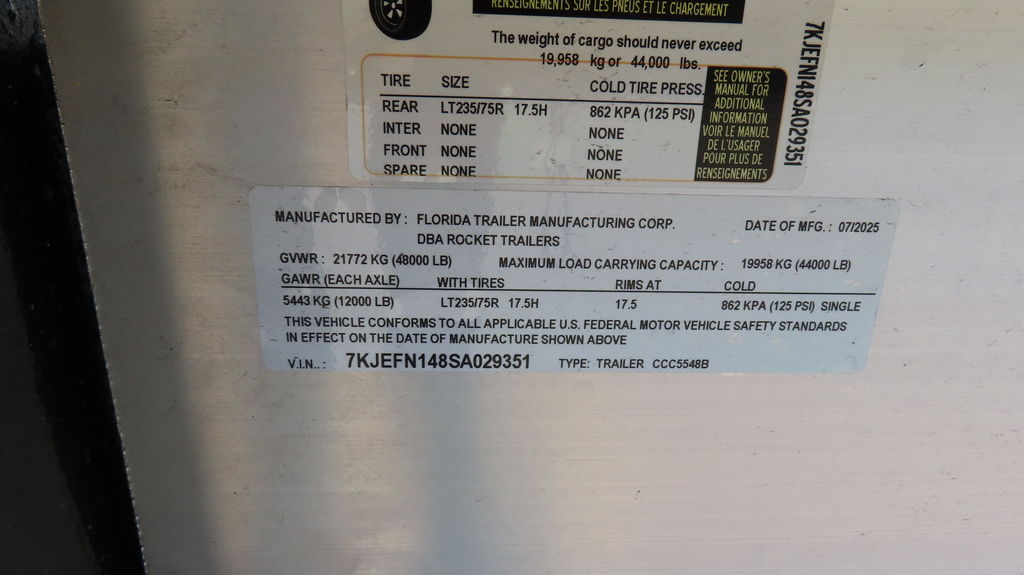 RENSEIGNEMENTS SUR LES PNEUS ET LE CHARGEMENT
The weight of cargo should never exceed
19,958 kg or 44,000 lbs.
TIRE SIZE COLD TIRE PRESS.
REAR LT235/75R 17.5H 862 KPA (125 PSI)
INTER NONE NONE
FRONT NONE NONE
SPARE NONE NONE
SEE OWNER'S
MANUAL FOR
ADDITIONAL
INFORMATION
VOIR LE MANUEL
DE L'USAGER
POUR PLUS DE
RENSEIGNEMENTS
7KJEFN148SA029351
MANUFACTURED BY: FLORIDA TRAILER MANUFACTURING CORP. DATE OF MFG.: 07/2025
DBA ROCKET TRAILERS
GVWR: 21772 KG (48000 LB) MAXIMUM LOAD CARRYING CAPACITY: 19958 KG (44000 LB)
GAWR (EACH AXLE) WITH TIRES RIMS AT COLD
5443 KG (12000 LB) LT235/75R 17.5H 17.5 862 KPA (125 PSI) SINGLE
THIS VEHICLE CONFORMS TO ALL APPLICABLE U.S. FEDERAL MOTOR VEHICLE SAFETY STANDARDS
IN EFFECT ON THE DATE OF MANUFACTURE SHOWN ABOVE
V.I.N..: 7KJEFN148SA029351 TYPE: TRAILER CCC5548B